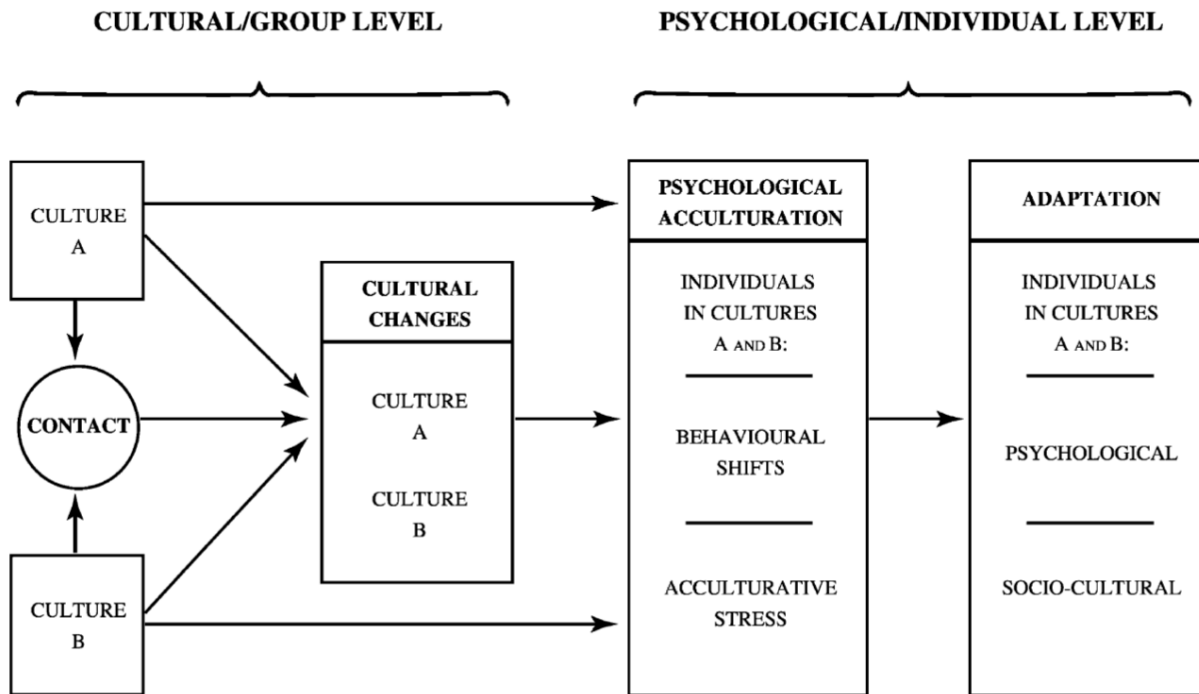 CULTURAL/GROUP LEVEL
PSYCHOLOGICAL/INDIVIDUAL LEVEL
CULTURE
A
CONTACT
CULTURE
B
CULTURAL
CHANGES
CULTURE
A
CULTURE
B
PSYCHOLOGICAL
ACCULTURATION
INDIVIDUALS
IN CULTURES
A AND B:
BEHAVIOURAL
SHIFTS
ACCULTURATIVE
STRESS
ADAPTATION
INDIVIDUALS
IN CULTURES
A AND B:
PSYCHOLOGICAL
SOCIO-CULTURAL